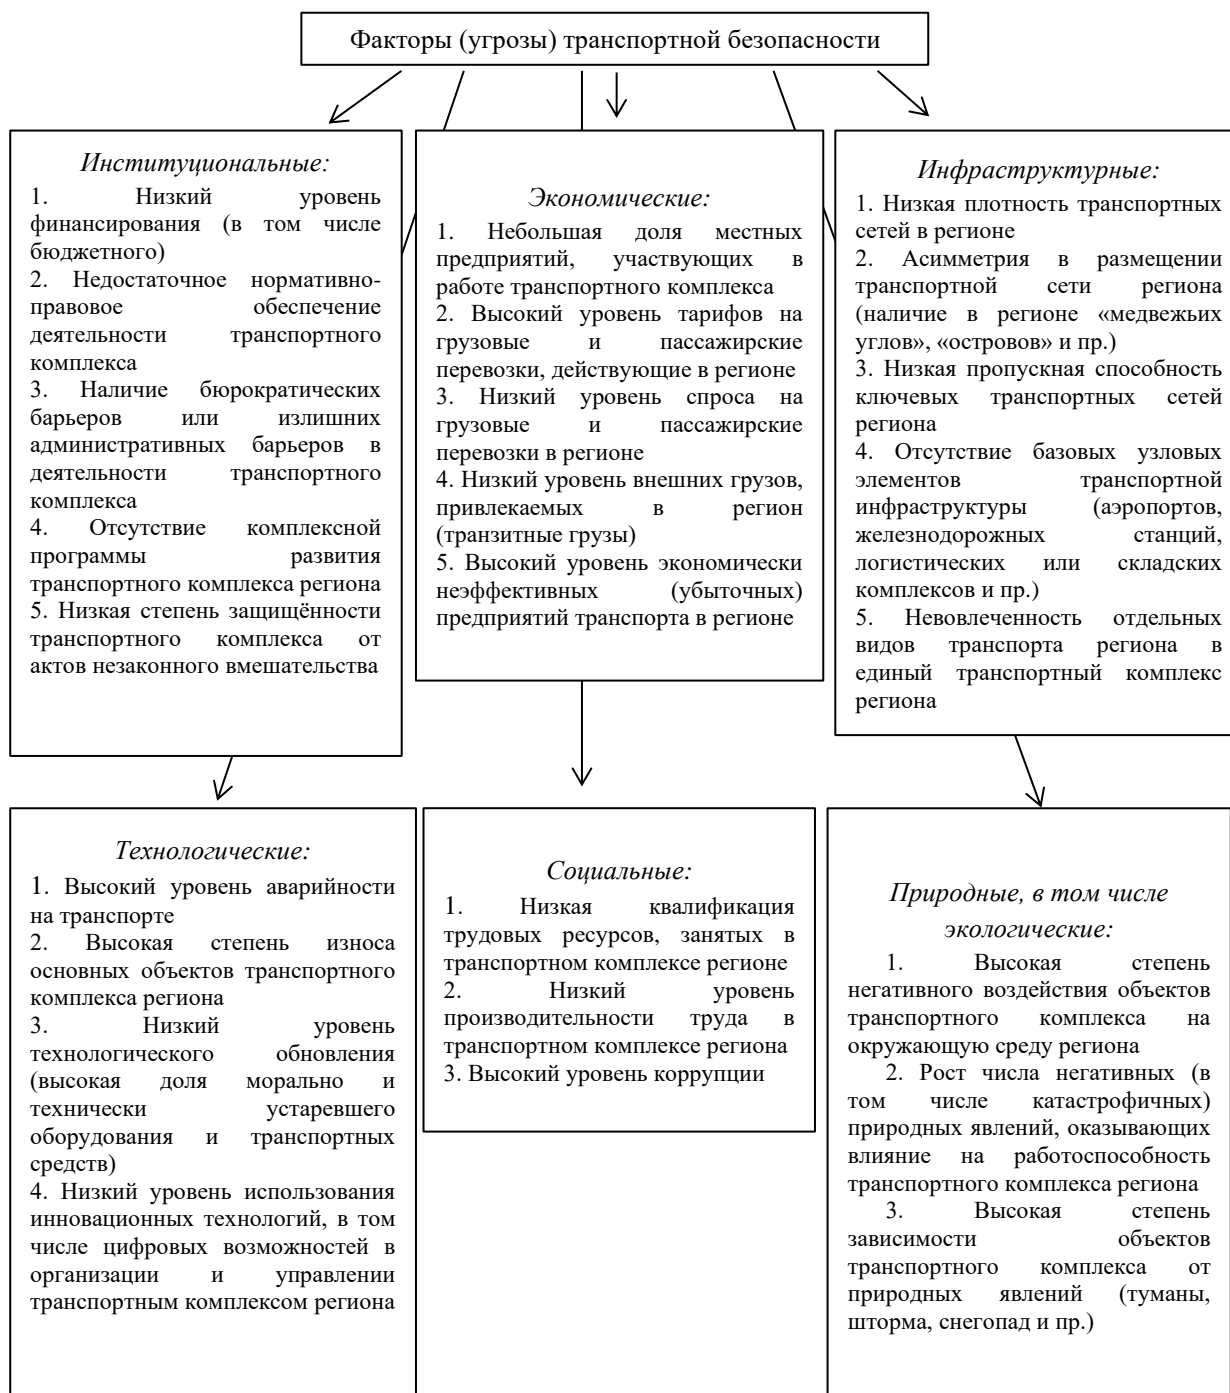 Факторы (угрозы) транспортной безопасности
Институциональные:
1. Низкий уровень
финансирования (в том числе
бюджетного)
2. Недостаточное нормативно-
правовое обеспечение
деятельности транспортного
комплекса
3. Наличие бюрократических
барьеров или излишних
административных барьеров в
деятельности транспортного
комплекса
4. Отсутствие комплексной
программы развития
транспортного комплекса региона
5. Низкая степень защищённости
транспортного комплекса от
актов незаконного вмешательства
Экономические:
1. Небольшая доля местных
предприятий, участвующих в
работе транспортного комплекса
2. Высокий уровень тарифов на
грузовые и пассажирские
перевозки, действующие в регионе
3. Низкий уровень спроса на
грузовые и пассажирские
перевозки в регионе
4. Низкий уровень внешних грузов,
привлекаемых в регион
(транзитные грузы)
5. Высокий уровень экономически
неэффективных (убыточных)
предприятий транспорта в регионе
Инфраструктурные:
1. Низкая плотность транспортных
сетей в регионе
2. Асимметрия в размещении
транспортной сети региона
(наличие в регионе «медвежьих
углов», «островов» и пр.)
3. Низкая пропускная способность
ключевых транспортных сетей
региона
4. Отсутствие базовых узловых
элементов транспортной
инфраструктуры (аэропортов,
железнодорожных станций,
логистических или складских
комплексов и пр.)
5. Невовлеченность отдельных
видов транспорта региона в
единый транспортный комплекс
региона
Технологические:
1. Высокий уровень аварийности
на транспорте
2. Высокая степень износа
основных объектов транспортного
комплекса региона
3. Низкий уровень
технологического обновления
(высокая доля морально и
технически устаревшего
оборудования и транспортных
средств)
4. Низкий уровень использования
инновационных технологий, в том
числе цифровых возможностей в
организации и управлении
транспортным комплексом региона
Социальные:
1. Низкая квалификация
трудовых ресурсов, занятых в
транспортном комплексе регионе
2. Низкий уровень
производительности труда в
транспортном комплексе региона
3. Высокий уровень коррупции
Природные, в том числе
экологические:
1. Высокая степень
негативного воздействия объектов
транспортного комплекса на
окружающую среду региона
2. Рост числа негативных (в
том числе катастрофичных)
природных явлений, оказывающих
влияние на работоспособность
транспортного комплекса региона
3. Высокая степень
зависимости объектов
транспортного комплекса от
природных явлений (туманы,
шторма, снегопад и пр.)